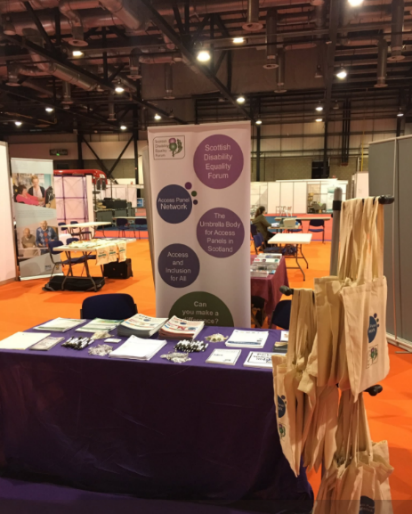 Scottish
Disability
Equality
Forum
Access Panel
Network
The
Umbrella Body
for Access
Panels in
Scotland
Access
and
Inclusion
for All
Can
you make a
difference?